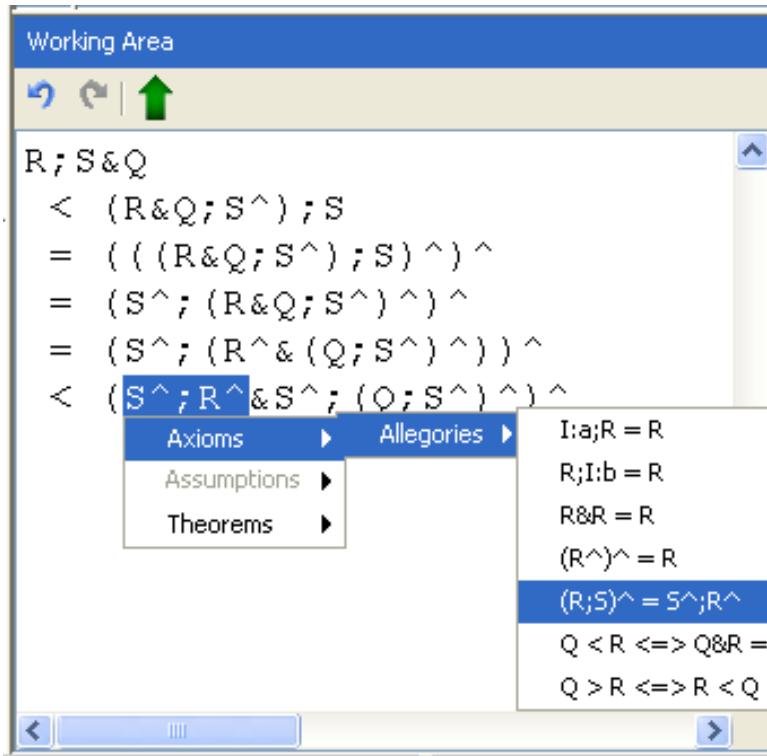 Working Area
R;S&Q
< (R&Q;S^);S
= (((R&Q;S^);S)^)^
= (S^;(R&Q;S^)^)^
= (S^;(R^&(Q;S^)^))^
< (S^;R^&S^;(Q;S^)^)^
Axioms
Assumptions
Theorems
Allegories
I:a;R = R
R;I:b = R
R&R = R
(R^)^ = R
(R;S)^ = S^;R^
Q < R <=> Q&R =
Q > R <=> R < Q